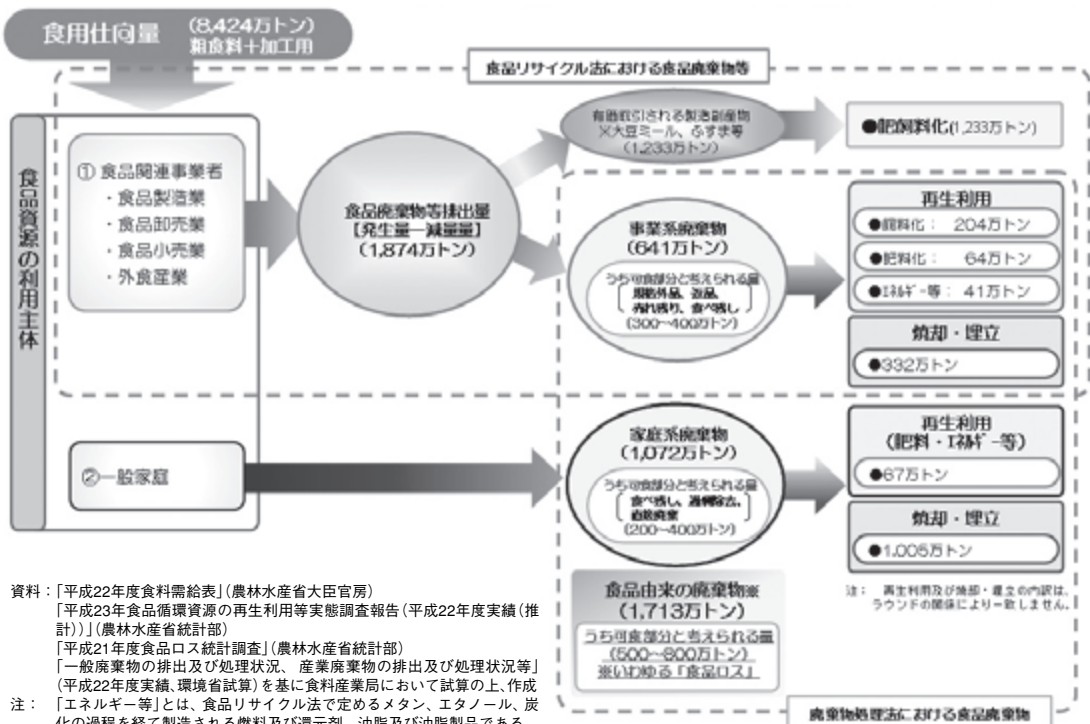 食用仕向量
(8,424万トン)
粗食料＋加工用
食品リサイクル法における食品廃棄物等
食品資源の利用主体
① 食品関連事業者
・食品製造業
・食品卸売業
・食品小売業
・外食産業
食品廃棄物等排出量
【発生量－減量量】
(1,874万トン)
有価取引される製造副産物
※大豆ミール、ふすま等
(1,233万トン)
●肥飼料化(1,233万トン)
事業系廃棄物
(641万トン)
うち可食部分と考えられる量
規格外品、返品、
売れ残り、食べ残し
(300～400万トン)
再生利用
●飼料化： 204万トン
●肥料化： 64万トン
●エネルギー等：41万トン
焼却・埋立
●332万トン
②一般家庭
家庭系廃棄物
(1,072万トン)
うち可食部分と考えられる量
食べ残し、過剰除去、
直接廃棄
(200～400万トン)
再生利用
(肥料・エネルギー等)
●67万トン
焼却・埋立
●1,005万トン
食品由来の廃棄物※
(1,713万トン)
うち可食部分と考えられる量
(500～800万トン)
※いわゆる「食品ロス」
注： 再生利用及び焼却・埋立の内訳は、
ラウンドの関係により一致しません。
廃棄物処理法における食品廃棄物
資料：「平成22年度食料需給表」（農林水産省大臣官房）
「平成23年食品循環資源の再生利用等実態調査報告（平成22年度実績（推
計））」（農林水産省統計部）
「平成21年度食品ロス統計調査」（農林水産省統計部）
「一般廃棄物の排出及び処理状況、産業廃棄物の排出及び処理状況等」
（平成22年度実績、環境省試算）を基に食料産業局において試算の上、作成
注： 「エネルギー等」とは、食品リサイクル法で定めるメタン、エタノール、炭
化の過程を経て製造される燃料及び還元剤、油脂及び油脂製品である。